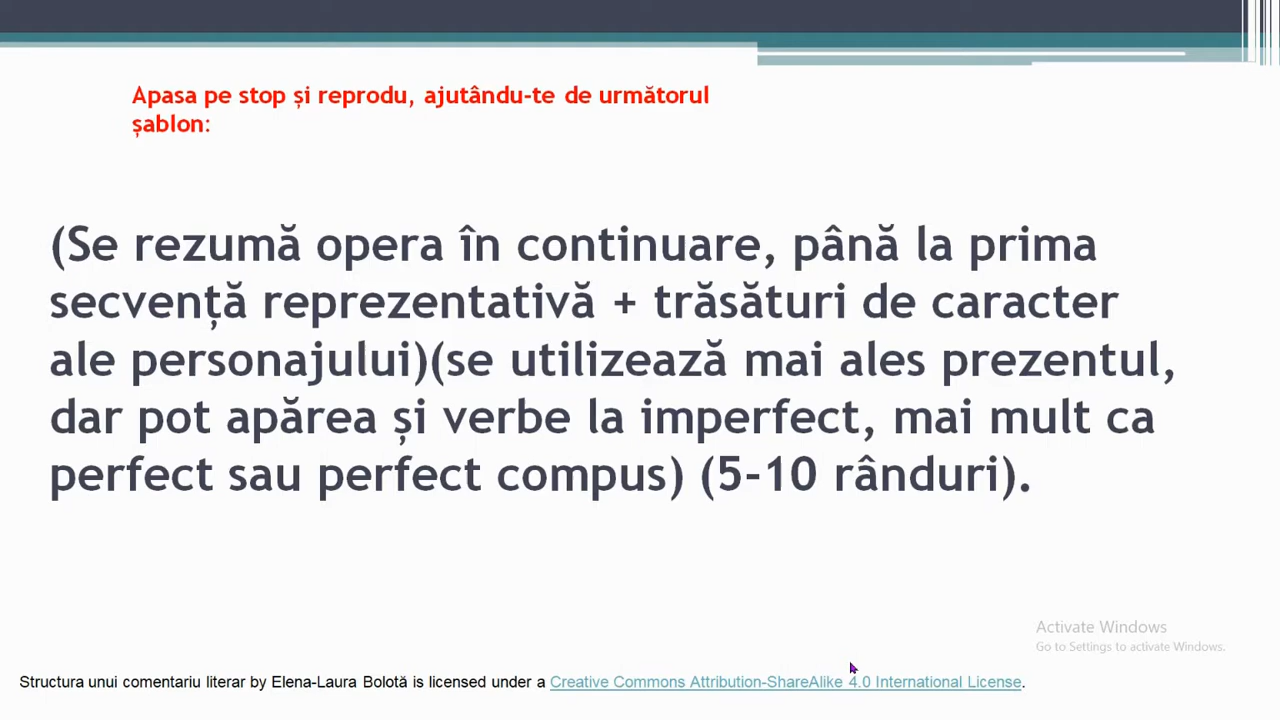 Apasa pe stop și reprodu, ajutându-te de următorul
șablon:
(Se rezumă opera în continuare, până la prima
secvență reprezentativă + trăsături de caracter
ale personajului)(se utilizează mai ales prezentul,
dar pot apărea și verbe la imperfect, mai mult ca
perfect sau perfect compus) (5-10 rânduri).
Activate Windows
Go to Settings to activate Windows.
Structura unui comentariu literar by Elena-Laura Bolotă is licensed under a Creative Commons Attribution-ShareAlike 4.0 International License.